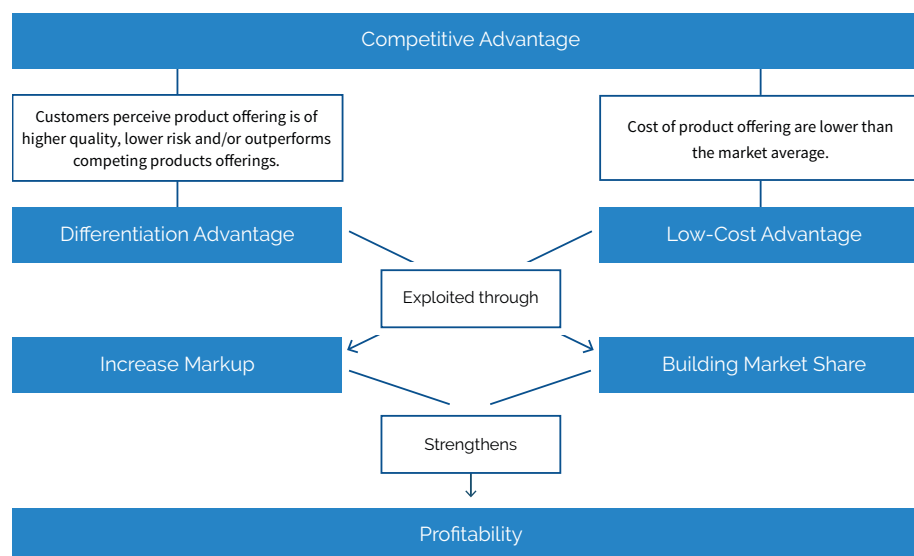 Competitive Advantage
Customers perceive product offering is of
higher quality, lower risk and/or outperforms
competing products offerings.
Cost of product offering are lower than
the market average.
Differentiation Advantage
Low-Cost Advantage
Exploited through
Increase Markup
Building Market Share
Strengthens
Profitability